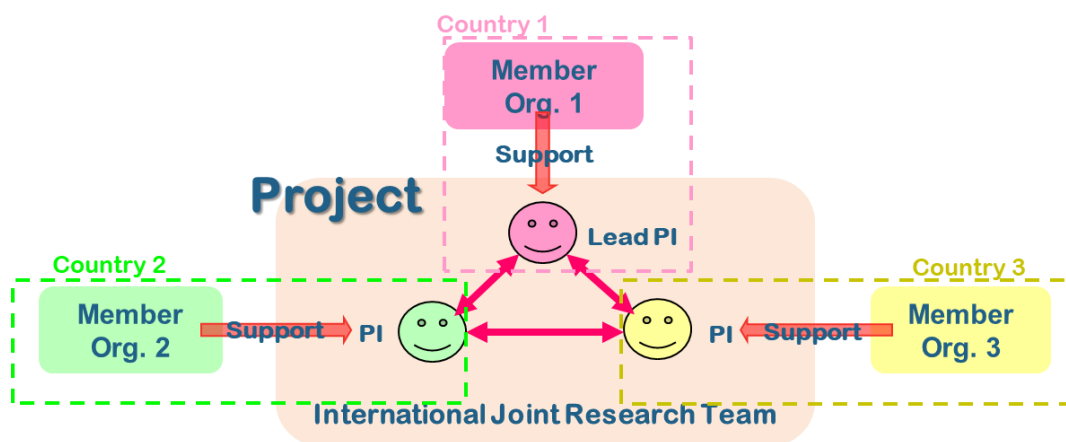 Country 1
Member
Org. 1
Support
Project
Lead PI
Country 2
Country 3
Member
Org. 2
Support
PI
PI
Support
Member
Org. 3
International Joint Research Team